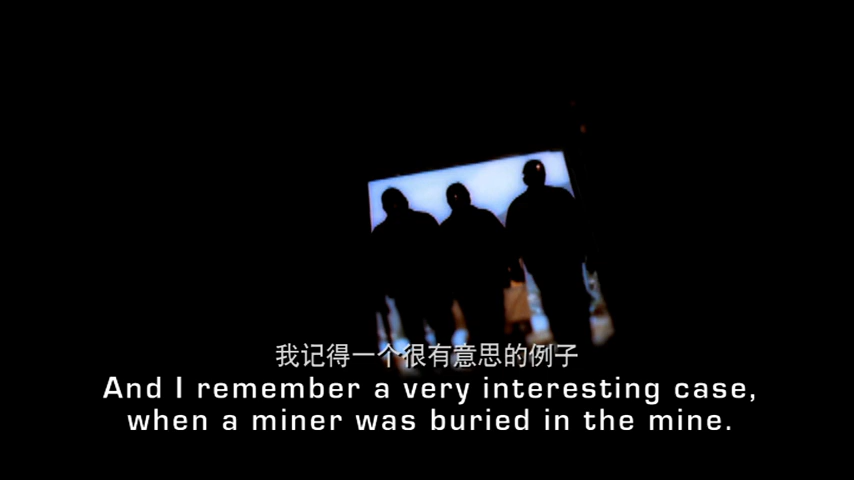 我记得一个很有意思的例子
And I remember a very interesting case,
when a miner was buried in the mine.